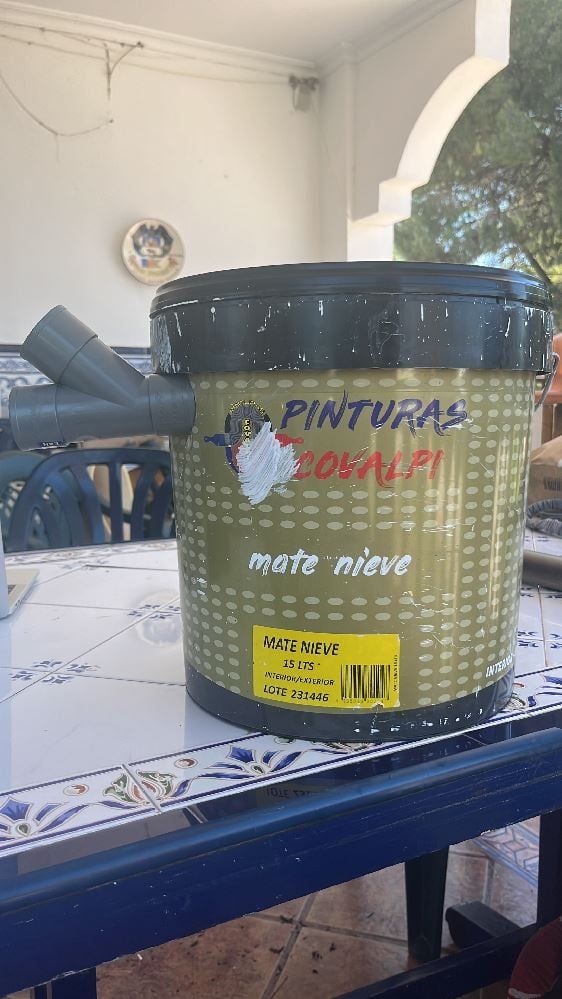 PINTURAS
COVALPI
mate nieve
MATE NIEVE
15 LTS
INTERIOR/EXTERIOR
LOTE 231446